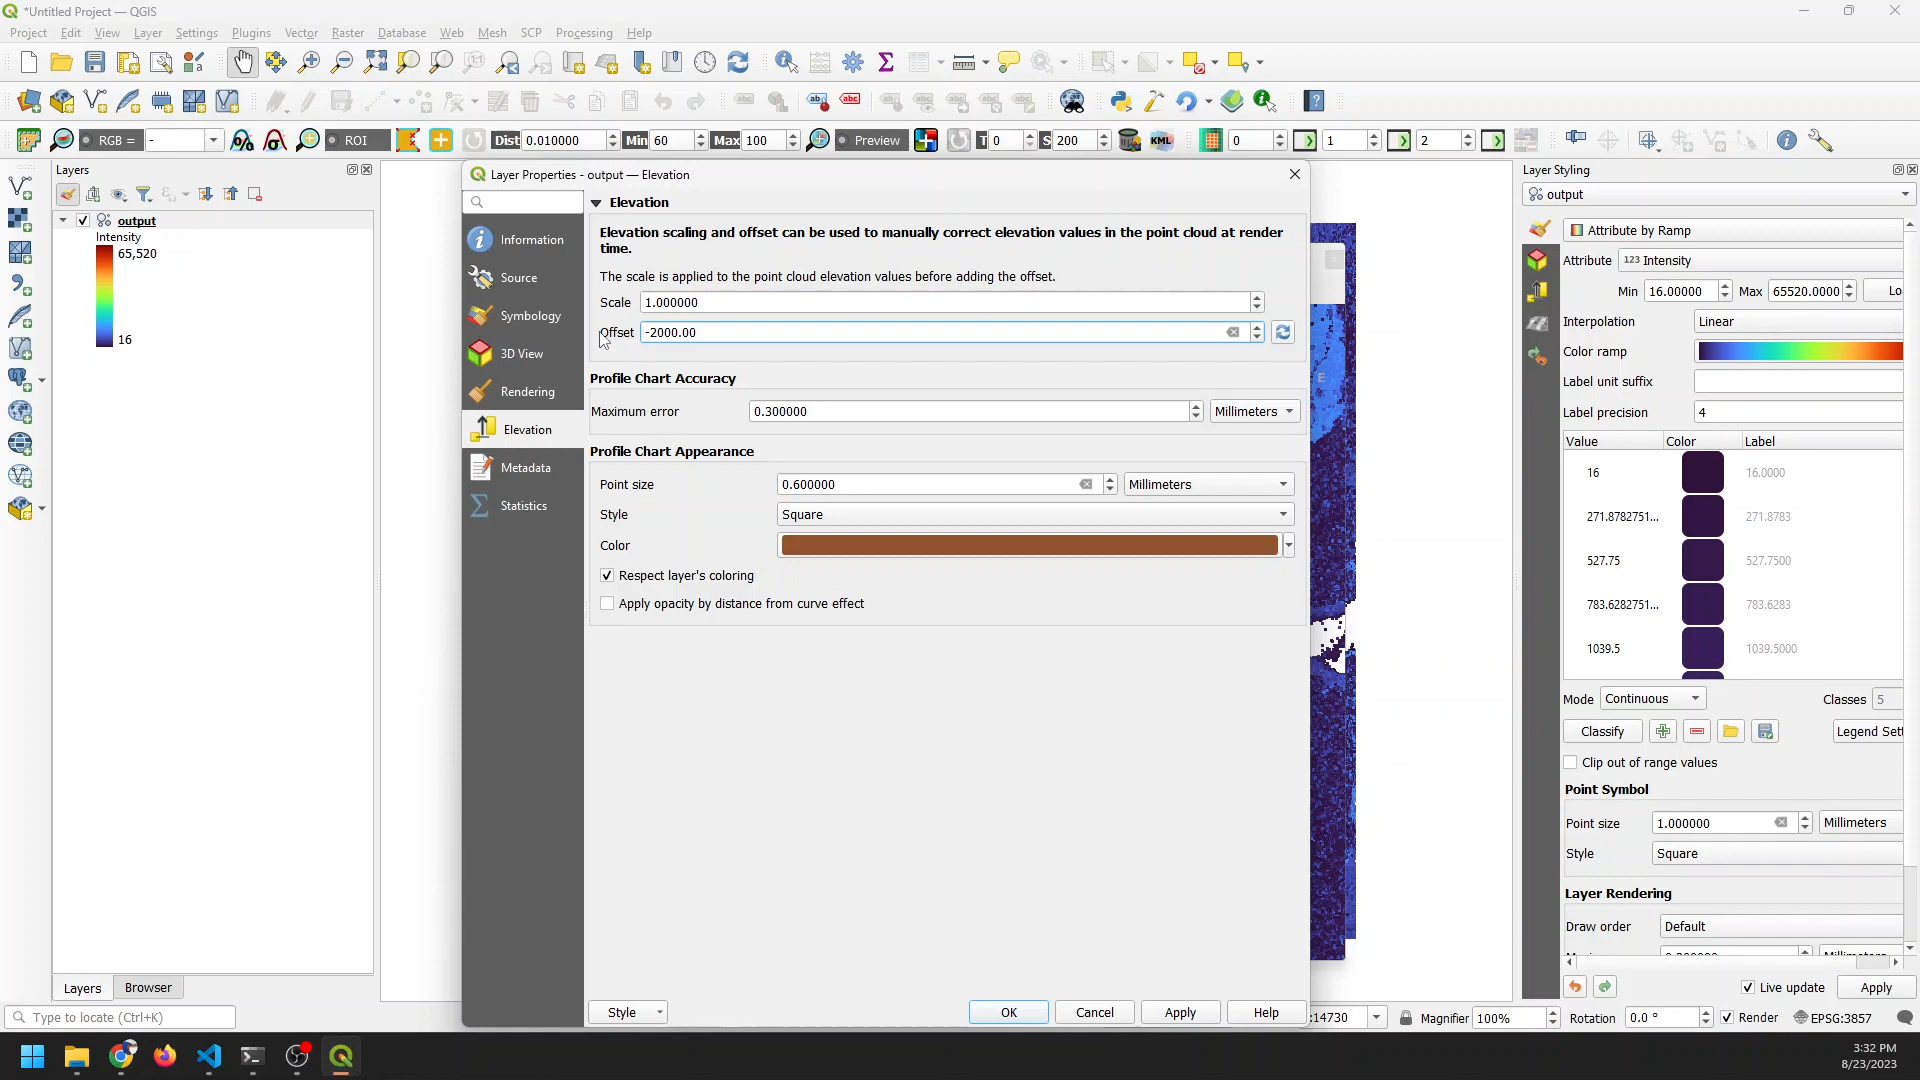 *Untitled Project — QGIS
Project Edit View Layer Settings Plugins Vector Raster Database Web Mesh SCP Processing Help
RGB = - ROI Dist 0.010000 Min 60 Max 100 Preview T 0 S 200 KML 0 1 2
Layers
output
Intensity
65,520
16
Layers
Browser
Type to locate (Ctrl+K)
Layer Properties - output — Elevation
Information
Source
Symbology
3D View
Rendering
Elevation
Metadata
Statistics
Elevation
Elevation scaling and offset can be used to manually correct elevation values in the point cloud at render
time.
The scale is applied to the point cloud elevation values before adding the offset.
Scale 1.000000
Offset -2000.00
Profile Chart Accuracy
Maximum error 0.300000 Millimeters
Profile Chart Appearance
Point size 0.600000 Millimeters
Style Square
Color
Respect layer's coloring
Apply opacity by distance from curve effect
Style OK Cancel Apply Help
E
Layer Styling
output
Attribute by Ramp
Attribute 123 Intensity
Min 16.00000 Max 65520.0000 Lo
Interpolation Linear
Color ramp
Label unit suffix
Label precision 4
Value Color Label
16 16.0000
271.8782751... 271.8783
527.75 527.7500
783.6282751... 783.6283
1039.5 1039.5000
Mode Continuous Classes 5
Classify Legend Sett
Clip out of range values
Point Symbol
Point size 1.000000 Millimeters
Style Square
Layer Rendering
Draw order Default
Live update Apply
:14730 Magnifier 100% Rotation 0.0 ° Render EPSG:3857
3:32 PM
8/23/2023